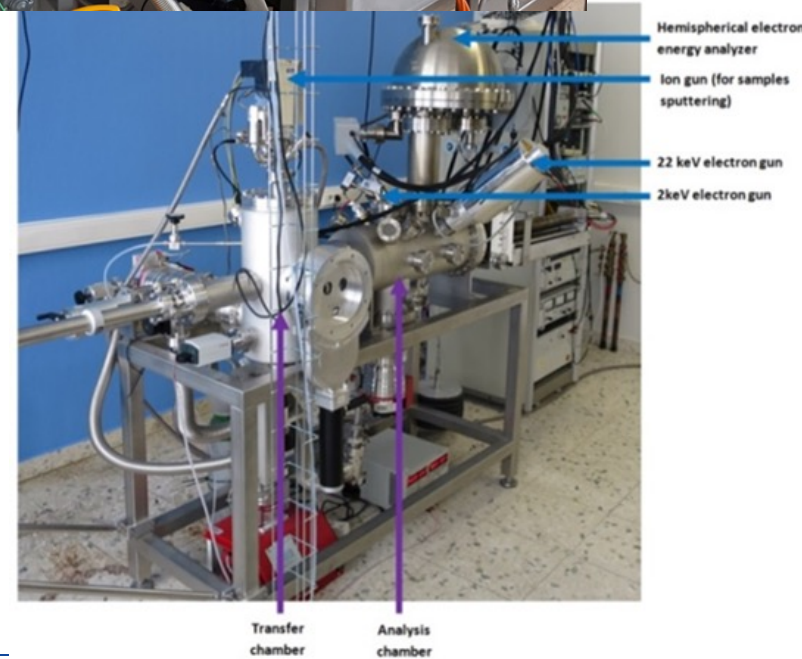 Hemispherical electron
energy analyzer
Ion gun (for samples
sputtering)
22 keV electron gun
2keV electron gun
Transfer
chamber
Analysis
chamber